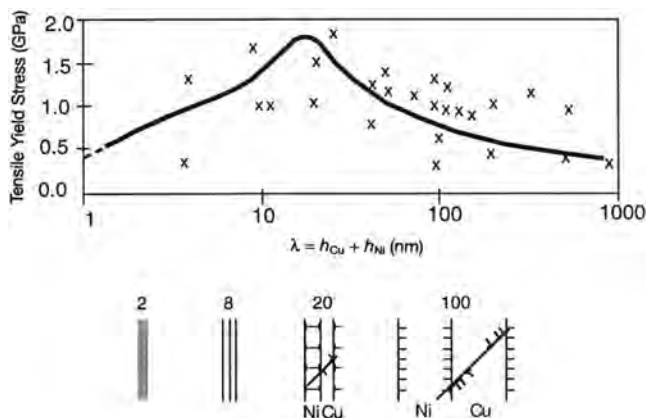 Tensile Yield Stress (GPa)
2.0
1.5
1.0
0.5
0.0
1 10 100 1000
λ = hCu + hNi (nm)
2 8 20 100
Ni Cu Ni Cu